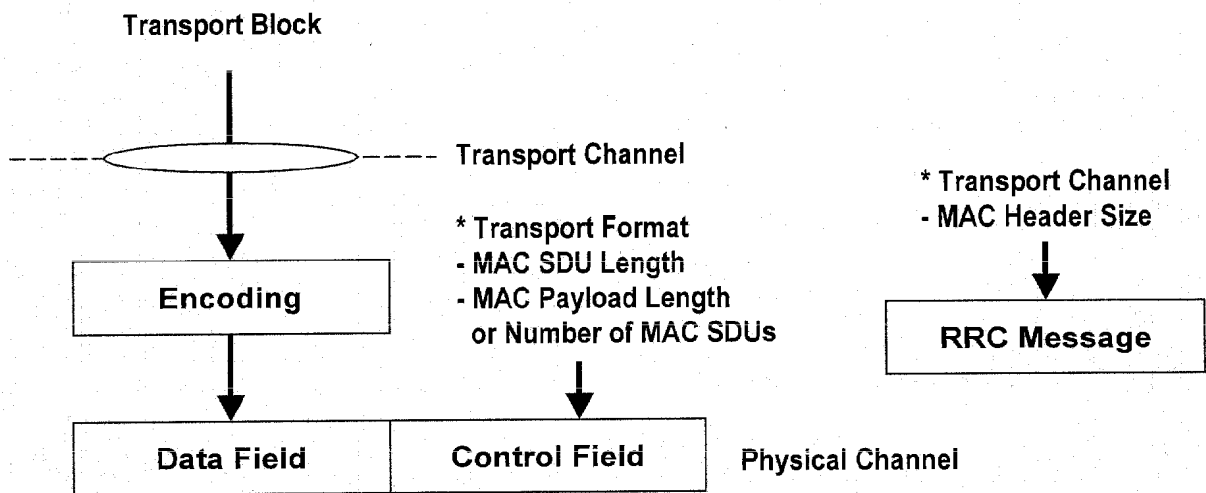 Transport Block
Transport Channel
* Transport Format
- MAC SDU Length
- MAC Payload Length
or Number of MAC SDUs
Encoding
Data Field
Control Field
Physical Channel
* Transport Channel
- MAC Header Size
RRC Message